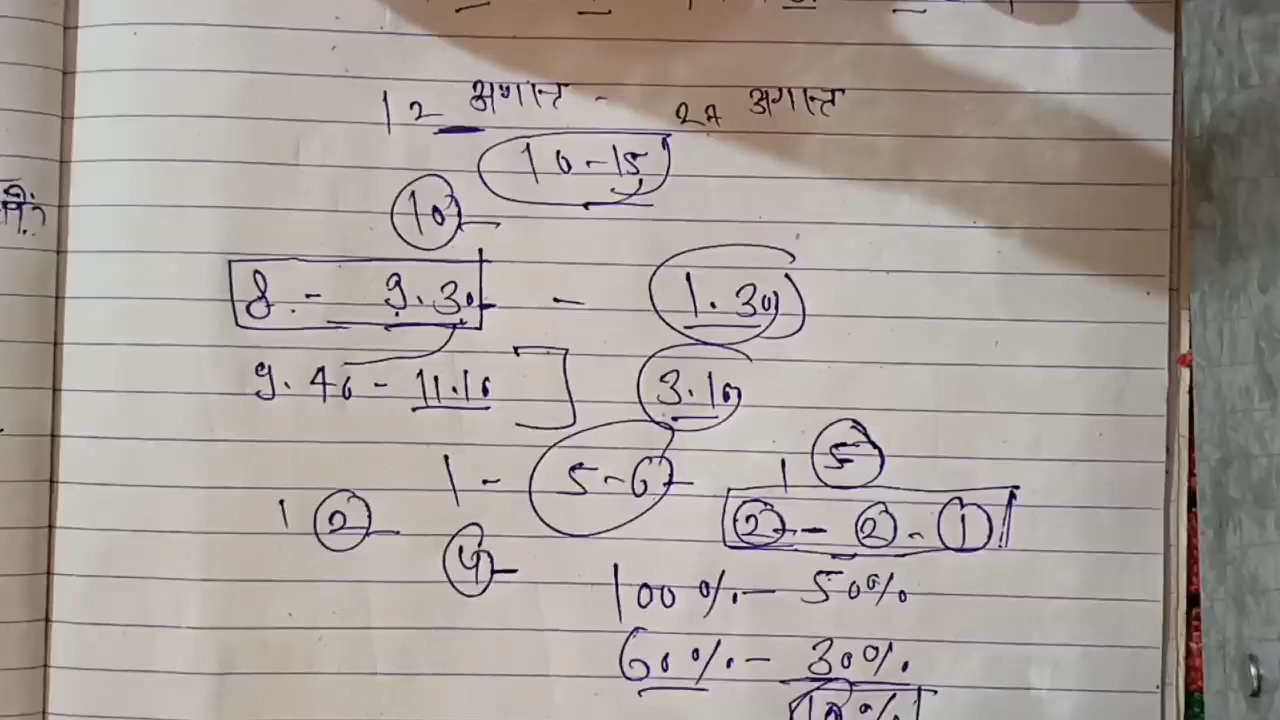 12 अगस्त - 27 अगस्त
10-15
10
8 - 9.30 - 1.30
9.40 - 11.10 3.10
1 - 5-6 1 5
1 2 2 - 2 - 1
4
100% - 50%
60% - 30%